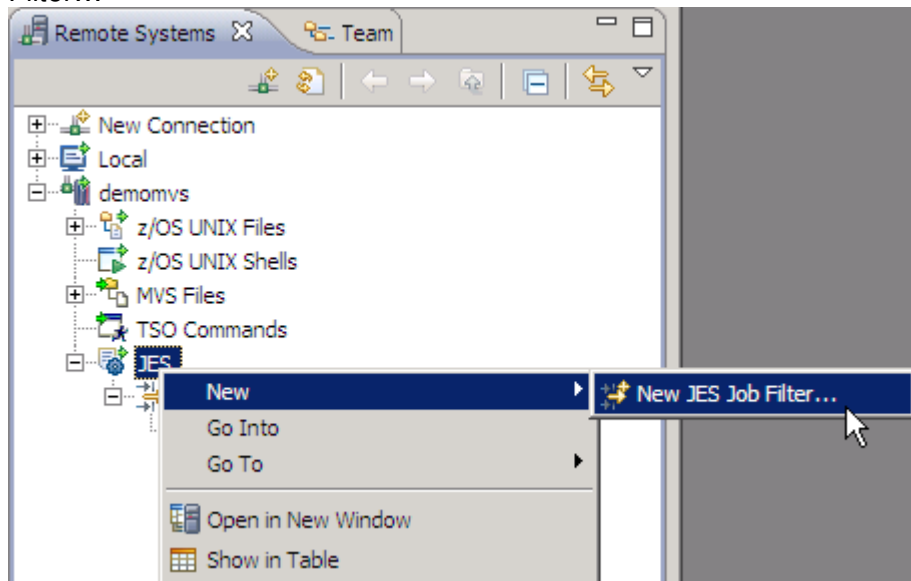 Filter...
Remote Systems Team
New Connection
Local
demomvs
z/OS UNIX Files
z/OS UNIX Shells
MVS Files
TSO Commands
JES
New New JES Job Filter...
Go Into
Go To
Open in New Window
Show in Table